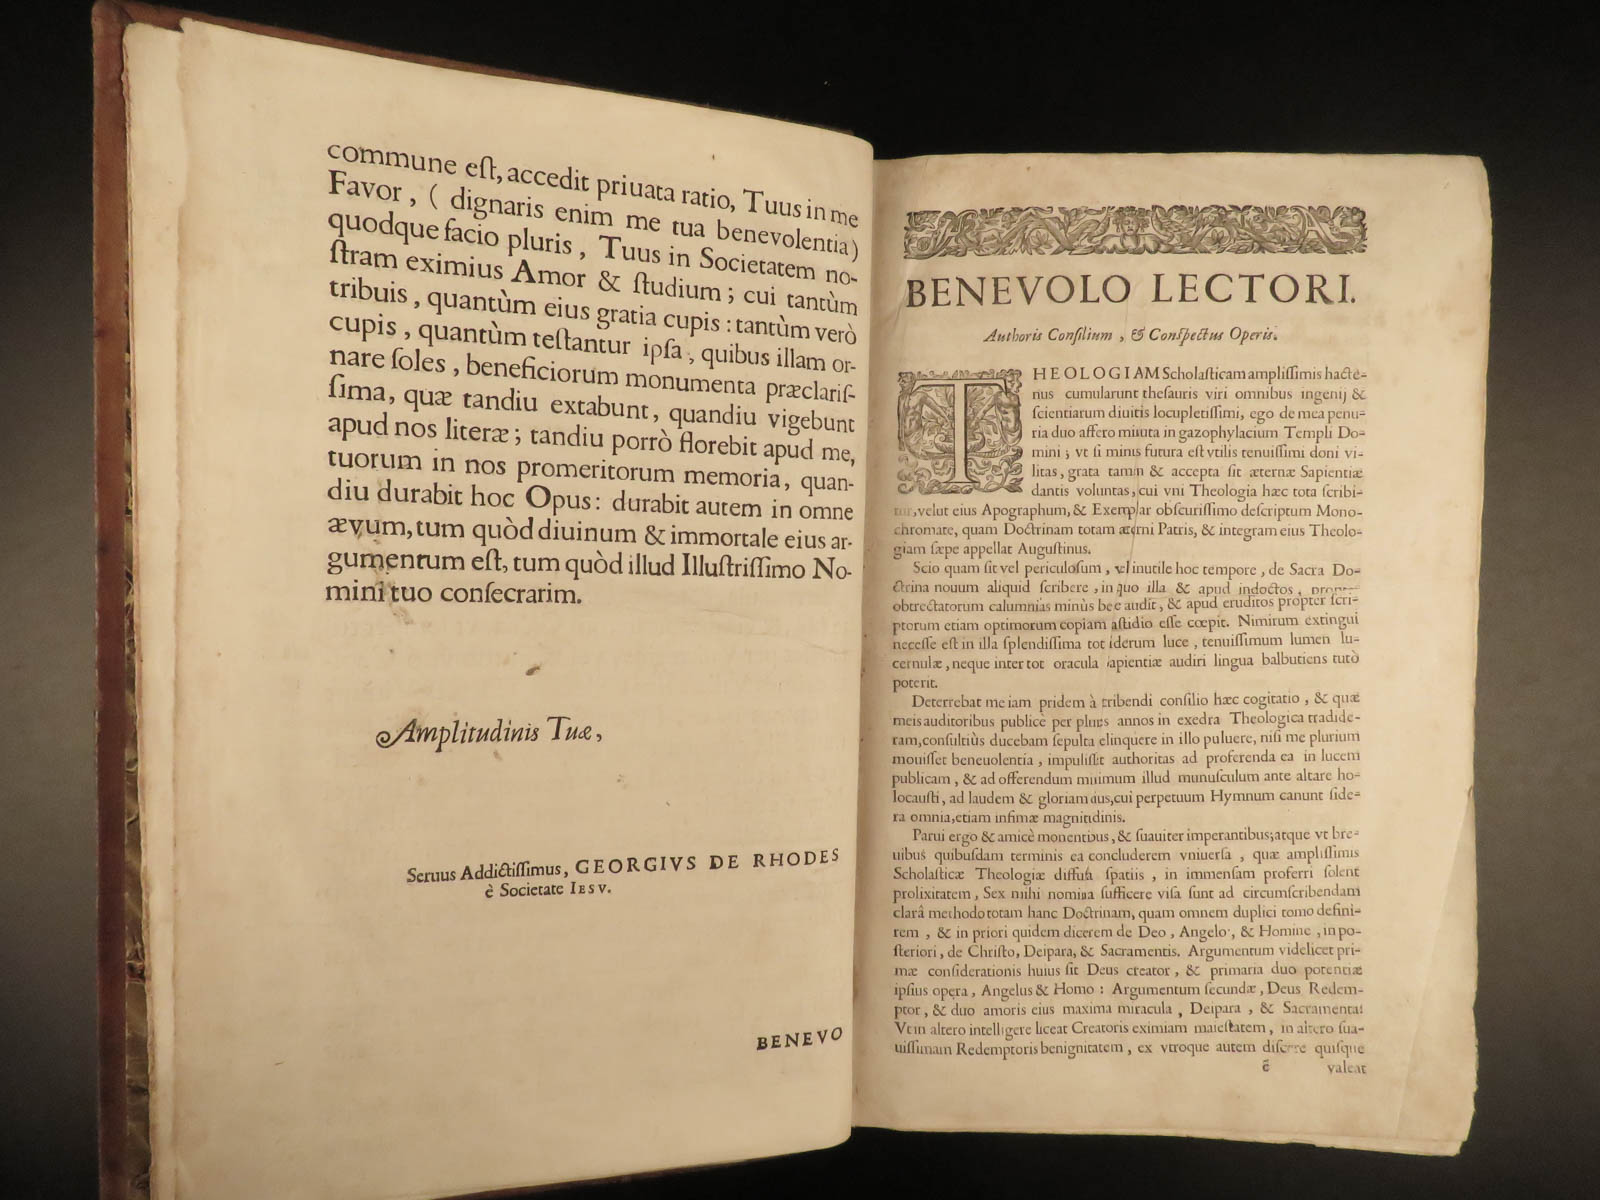 commune eſt, accedit priuata ratio, Tuus in me
Favor, ( dignaris enim me tua benevolentia)
quodque facio pluris, Tuus in Societatem no-
ſtram eximius Amor & ſtudium; cui tantùm
tribuis, quantùm eius gratia cupis: tantùm verò
cupis, quantùm teſtantur ipſa, quibus illam or-
nare ſoles, beneficiorum monumenta præclariſ-
ſima, quæ tandiu extabunt, quandiu vigebunt
apud nos literæ; tandiu porrò florebit apud me,
tuorum in nos promeritorum memoria, quan-
diu durabit hoc Opus: durabit autem in omne
ævum, tum quòd diuinum & immortale eius ar-
gumentum eſt, tum quòd illud Illuſtriſſimo No-
mini tuo conſecrarim.
Amplitudinis Tuæ,
Seruus Addictiſſimus, GEORGIVS DE RHODES
è Societate IESV.
BENEVO
BENEVOLO LECTORI.
Authoris Conſilium, & Conſpectus Operis.
THEOLOGIAM Scholaſticam ampliſſimis hacte-
nus cumularunt theſauris viri omnibus ingenij &
ſcientiarum diuitiis locupletiſſimi, ego de mea penu-
ria duo affero minuta in gazophylacium Templi Do-
mini; vt ſi minus futura eſt vtilis tenuiſſimi doni vi-
litas, grata tamen & accepta ſit æternæ Sapientiæ
dantis voluntas, cui vni Theologia hæc tota ſcribi-
tur, velut eius Apographum, & Exemplar obſcuriſſimo deſcriptum Mono-
chromate, quam Doctrinam totam æterni Patris, & integram eius Theolo-
giam ſæpe appellat Auguſtinus.
Scio quam ſit vel periculoſum, vel inutile hoc tempore, de Sacra Do-
ctrina nouum aliquid ſcribere, in quo illa & apud indoctos,
obtrectatorum calumnias minùs audit, & apud eruditos propter ſcri-
ptorum etiam optimorum copiam eſſe cœpit. Nimirum extingui
neceſſe eſt in illa ſplendiſſima tot luce, tenuiſſimum lumen lu-
cernulæ, neque inter tot oracula ſapientiæ audiri lingua balbutiens tutò
poterit.
Deterrebat me iam pridem à ſcribendi conſilio hæc cogitatio, & quæ
meis auditoribus publicè per plures annos in exedra Theologica tradide-
ram, conſultiùs ducebam ſepulta relinquere in illo puluere, niſi me plurium
mouiſſet beneuolentia, impuliſſet authoritas ad proferenda ea in lucem
publicam, & ad offerendum minimum illud munuſculum ante altare ho-
locauſti, ad laudem & gloriam eius, cui perpetuum Hymnum canunt ſide-
ra omnia, etiam infimæ magnitudinis.
Parui ergo & amicè monentibus, & ſuauiter imperantibus; atque vt bre-
uibus quibuſdam terminis ea concluderem vniuerſa, quæ ampliſſimis
Scholaſticæ Theologiæ diffuſa ſpatiis, in immenſam proferri ſolent
prolixitatem, Sex mihi nomina ſufficere viſa ſunt ad circumſcribendam
clarâ methodo totam hanc Doctrinam, quam omnem duplici tomo defini-
rem, & in priori quidem dicerem de Deo, Angelo, & Homine, in po-
ſteriori, de Chriſto, Deipara, & Sacramentis. Argumentum videlicet pri-
mæ conſiderationis huius ſit Deus creator, & primaria duo potentiæ
ipſius opera, Angelus & Homo: Argumentum ſecundæ, Deus Redem-
ptor, & duo amoris eius maxima miracula, Deipara, & Sacramenta:
Vt in altero intelligere liceat Creatoris eximiam maieſtatem, in altero ſua-
uiſſimam Redemptoris benignitatem, ex vtroque autem diſcere quiſque
ẽ valeat